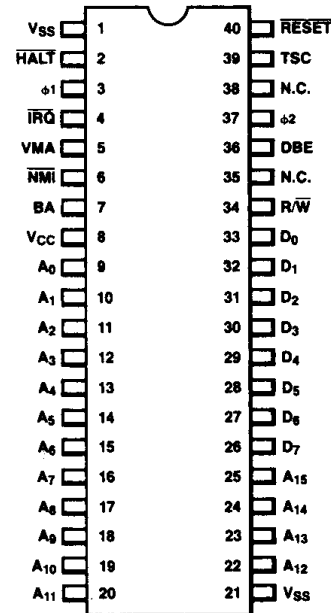 VSS 1 40 RESET
HALT 2 39 TSC
ϕ1 3 38 N.C.
IRQ 4 37 ϕ2
VMA 5 36 DBE
NMI 6 35 N.C.
BA 7 34 R/W
VCC 8 33 D0
A0 9 32 D1
A1 10 31 D2
A2 11 30 D3
A3 12 29 D4
A4 13 28 D5
A5 14 27 D6
A6 15 26 D7
A7 16 25 A15
A8 17 24 A14
A9 18 23 A13
A10 19 22 A12
A11 20 21 VSS